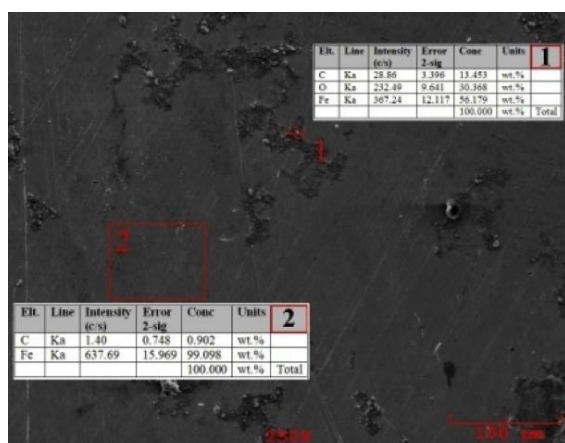 Elt. Line Intensity (c/s) Error 2-sig Conc Units 1
C Ka 28.86 3.396 13.453 wt.%
O Ka 232.49 9.641 30.368 wt.%
Fe Ka 367.24 12.117 56.179 wt.%
100.000 wt.% Total
1
2
Elt. Line Intensity (c/s) Error 2-sig Conc Units 2
C Ka 1.40 0.748 0.902 wt.%
Fe Ka 637.69 15.969 99.098 wt.%
100.000 wt.% Total